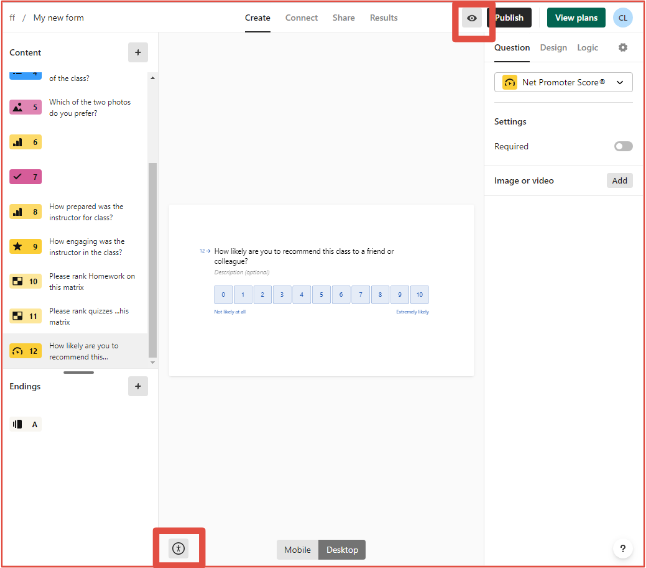 ff / My new form
Create Connect Share Results
Publish
View plans
CL
Content
+
4
of the class?
5 Which of the two photos
do you prefer?
6
7
8 How prepared was the
instructor for class?
9 How engaging was the
instructor in the class?
10 Please rank Homework on
this matrix
11 Please rank quizzes ...his
matrix
12 How likely are you to
recommend this...
Endings
+
A
12 → How likely are you to recommend this class to a friend or
colleague?
Description (optional)
0 1 2 3 4 5 6 7 8 9 10
Not likely at all Extremely likely
Mobile Desktop
Question Design Logic
Net Promoter Score®
Settings
Required
Image or video Add
?